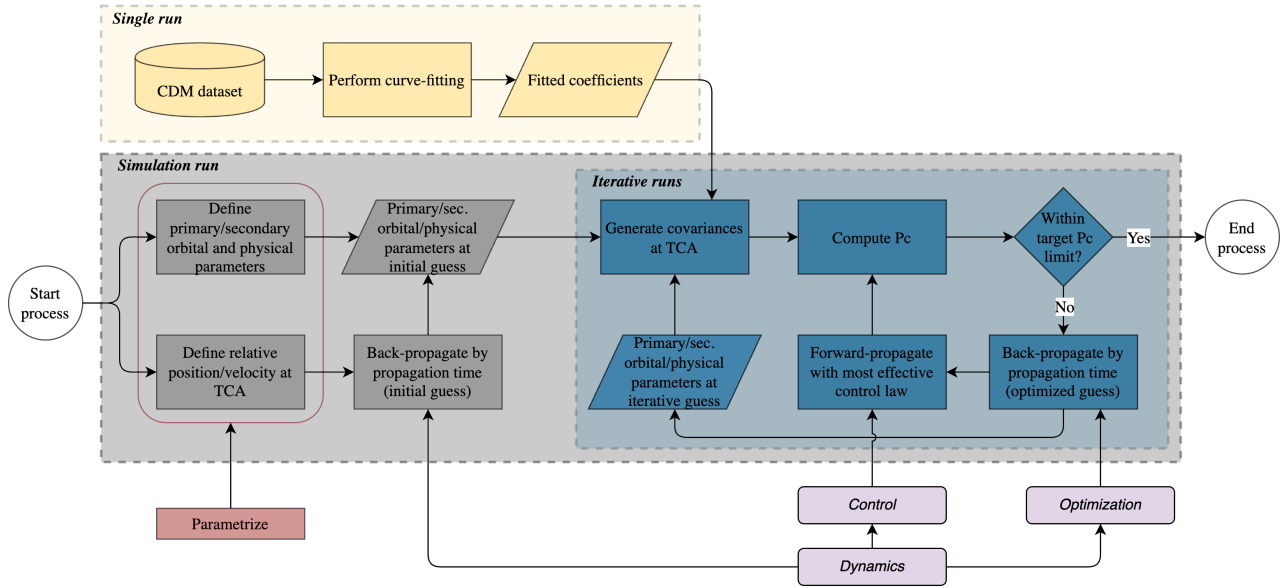 Single run
CDM dataset
Perform curve-fitting
Fitted coefficients
Simulation run
Iterative runs
Start
process
Define
primary/secondary
orbital and physical
parameters
Primary/sec.
orbital/physical
parameters at
initial guess
Generate covariances
at TCA
Compute Pc
Within
target Pc
limit?
Yes
End
process
No
Define relative
position/velocity at
TCA
Back-propagate by
propagation time
(initial guess)
Primary/sec.
orbital/physical
parameters at
iterative guess
Forward-propagate
with most effective
control law
Back-propagate by
propagation time
(optimized guess)
Parametrize
Control
Optimization
Dynamics